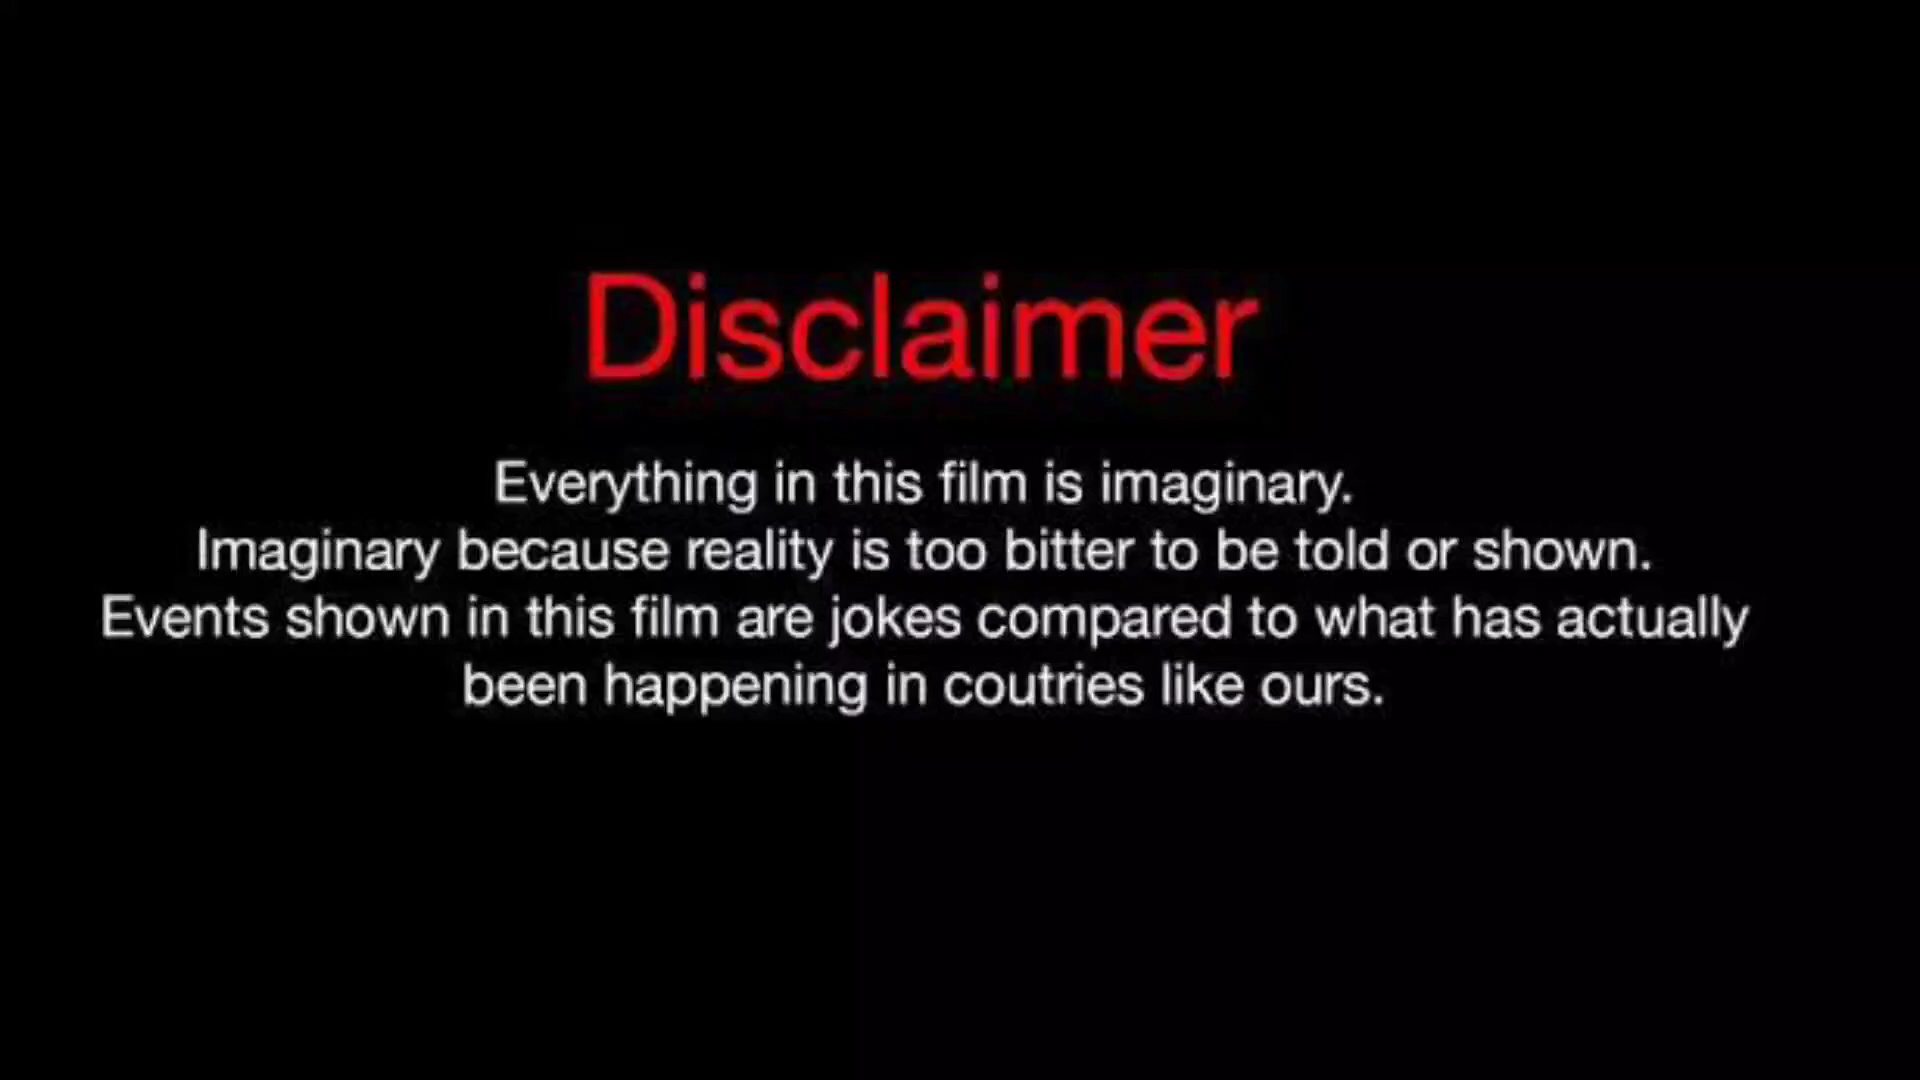 Disclaimer
Everything in this film is imaginary.
Imaginary because reality is too bitter to be told or shown.
Events shown in this film are jokes compared to what has actually
been happening in coutries like ours.